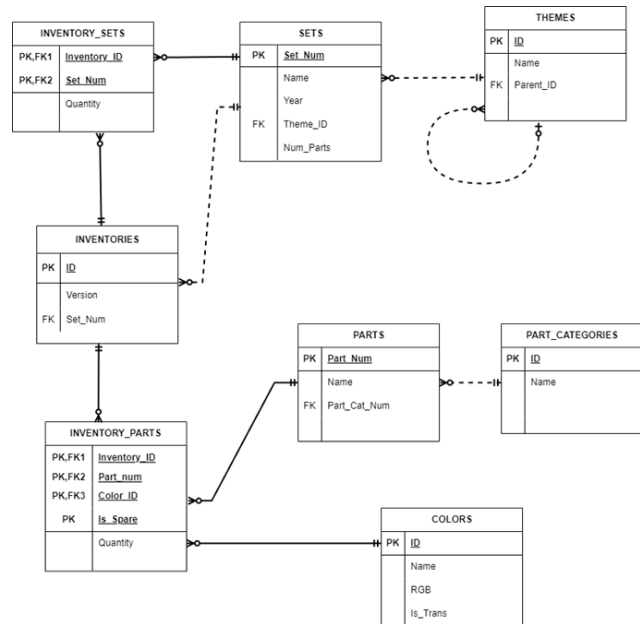 INVENTORY_SETS
PK,FK1 Inventory_ID
PK,FK2 Set_Num
Quantity
SETS
PK Set_Num
Name
Year
FK Theme_ID
Num_Parts
THEMES
PK ID
Name
FK Parent_ID
INVENTORIES
PK ID
Version
FK Set_Num
PARTS
PK Part_Num
Name
FK Part_Cat_Num
PART_CATEGORIES
PK ID
Name
INVENTORY_PARTS
PK,FK1 Inventory_ID
PK,FK2 Part_num
PK,FK3 Color_ID
PK Is_Spare
Quantity
COLORS
PK ID
Name
RGB
Is_Trans